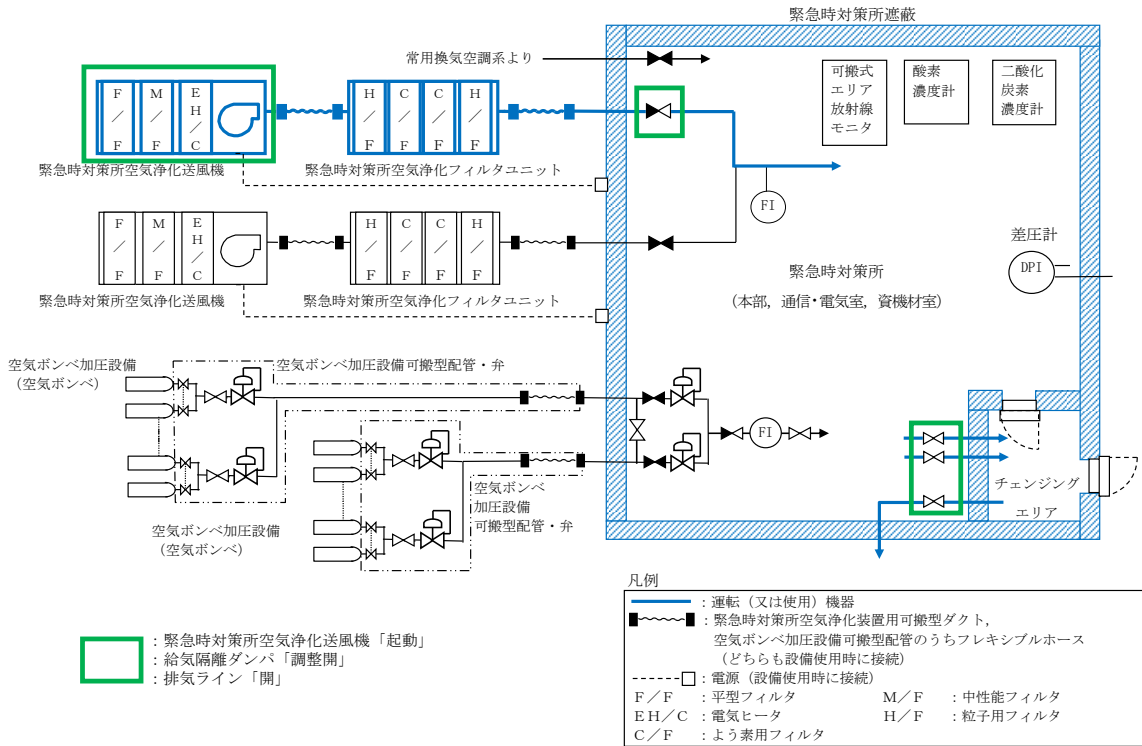 緊急時対策所遮蔽
常用換気空調系より
可搬式
エリア
放射線
モニタ
酸素
濃度計
二酸化
炭素
濃度計
F/F
M/F
EH/C
H/F
C/F
C/F
H/F
緊急時対策所空気浄化送風機
緊急時対策所空気浄化フィルタユニット
FI
F/F
M/F
EH/C
H/F
C/F
C/F
H/F
緊急時対策所空気浄化送風機
緊急時対策所空気浄化フィルタユニット
差圧計
DPI
緊急時対策所
(本部,通信・電気室,資機材室)
空気ボンベ加圧設備
(空気ボンベ)
空気ボンベ加圧設備可搬型配管・弁
FI
空気ボンベ
加圧設備
可搬型配管・弁
空気ボンベ加圧設備
(空気ボンベ)
チェンジング
エリア
凡例
:運転(又は使用)機器
:緊急時対策所空気浄化装置用可搬型ダクト,
空気ボンベ加圧設備可搬型配管のうちフレキシブルホース
(どちらも設備使用時に接続)
:電源(設備使用時に接続)
F/F :平型フィルタ M/F :中性能フィルタ
EH/C :電気ヒータ H/F :粒子用フィルタ
C/F :よう素用フィルタ
:緊急時対策所空気浄化送風機「起動」
:給気隔離ダンパ「調整開」
:排気ライン「開」